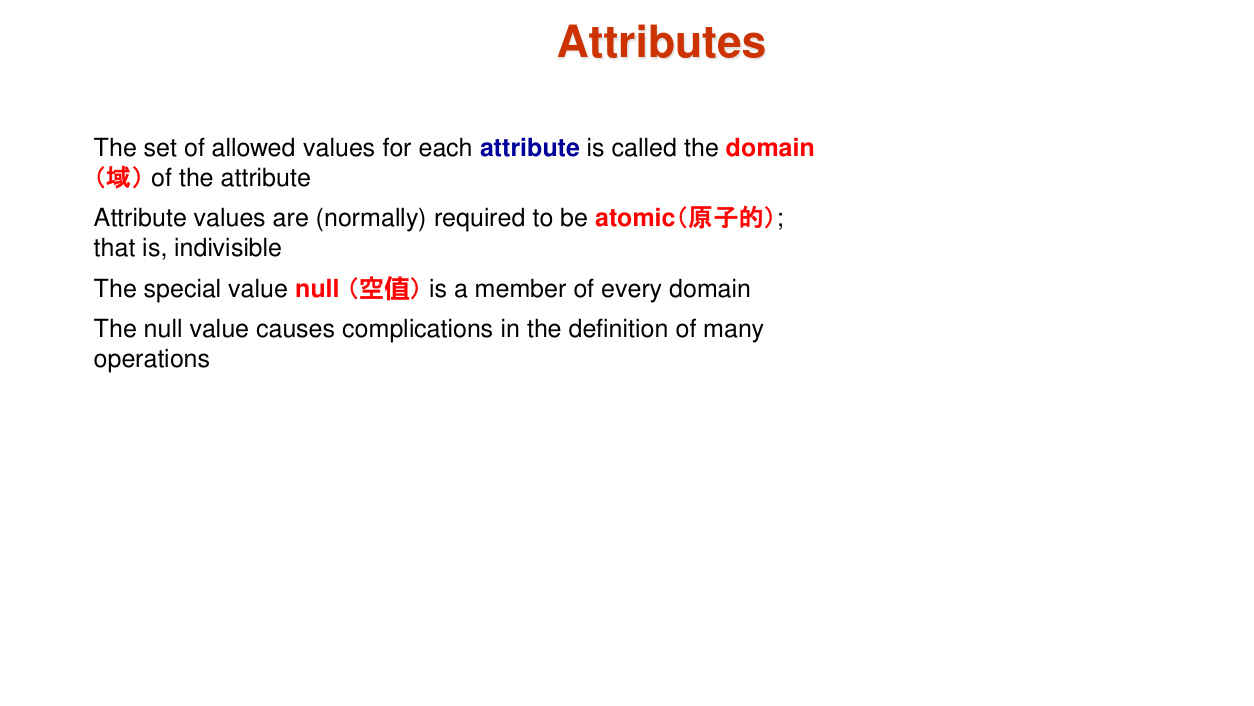 Attributes
The set of allowed values for each attribute is called the domain
（域） of the attribute
Attribute values are (normally) required to be atomic（原子的）;
that is, indivisible
The special value null （空值） is a member of every domain
The null value causes complications in the definition of many
operations